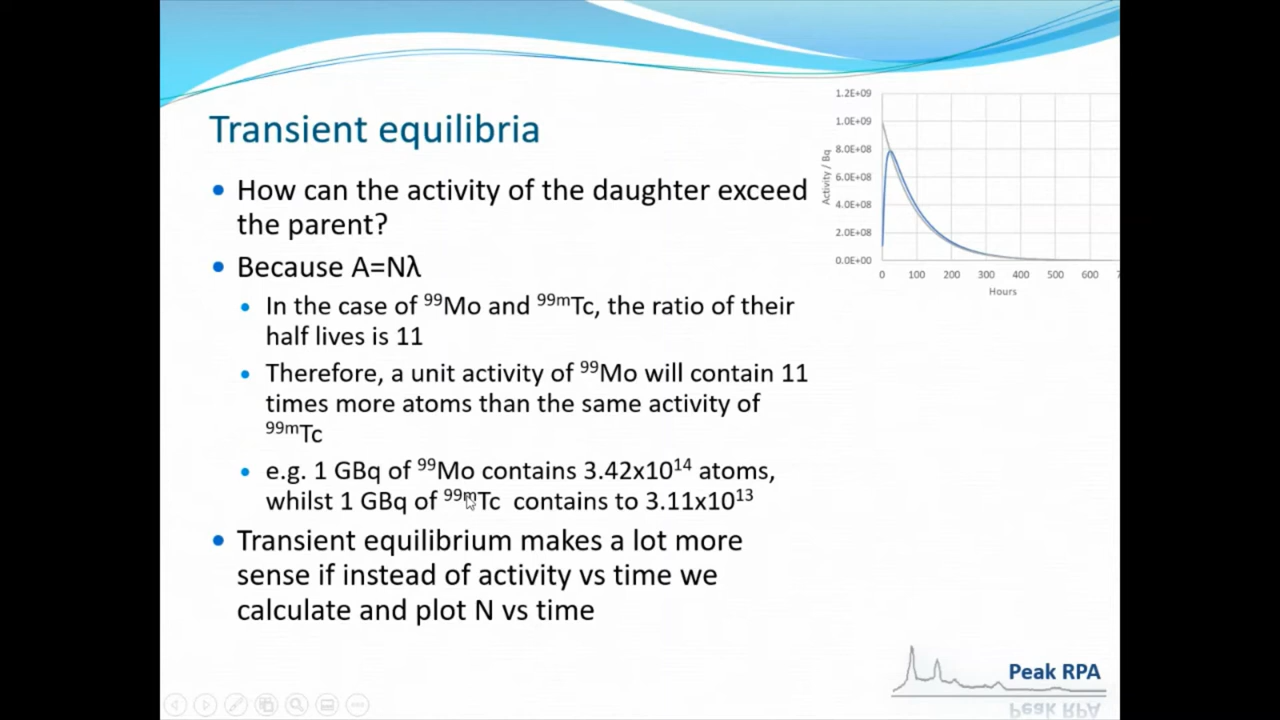 Transient equilibria
How can the activity of the daughter exceed
the parent?
Because A=Nλ
In the case of ⁹⁹Mo and ⁹⁹ᵐTc, the ratio of their
half lives is 11
Therefore, a unit activity of ⁹⁹Mo will contain 11
times more atoms than the same activity of
⁹⁹ᵐTc
e.g. 1 GBq of ⁹⁹Mo contains 3.42x10¹⁴ atoms,
whilst 1 GBq of ⁹⁹ᵐTc contains to 3.11x10¹³
Transient equilibrium makes a lot more
sense if instead of activity vs time we
calculate and plot N vs time
Activity / Bq
1.2E+09
1.0E+09
8.0E+08
6.0E+08
4.0E+08
2.0E+08
0.0E+00
0 100 200 300 400 500 600
Hours
Peak RPA